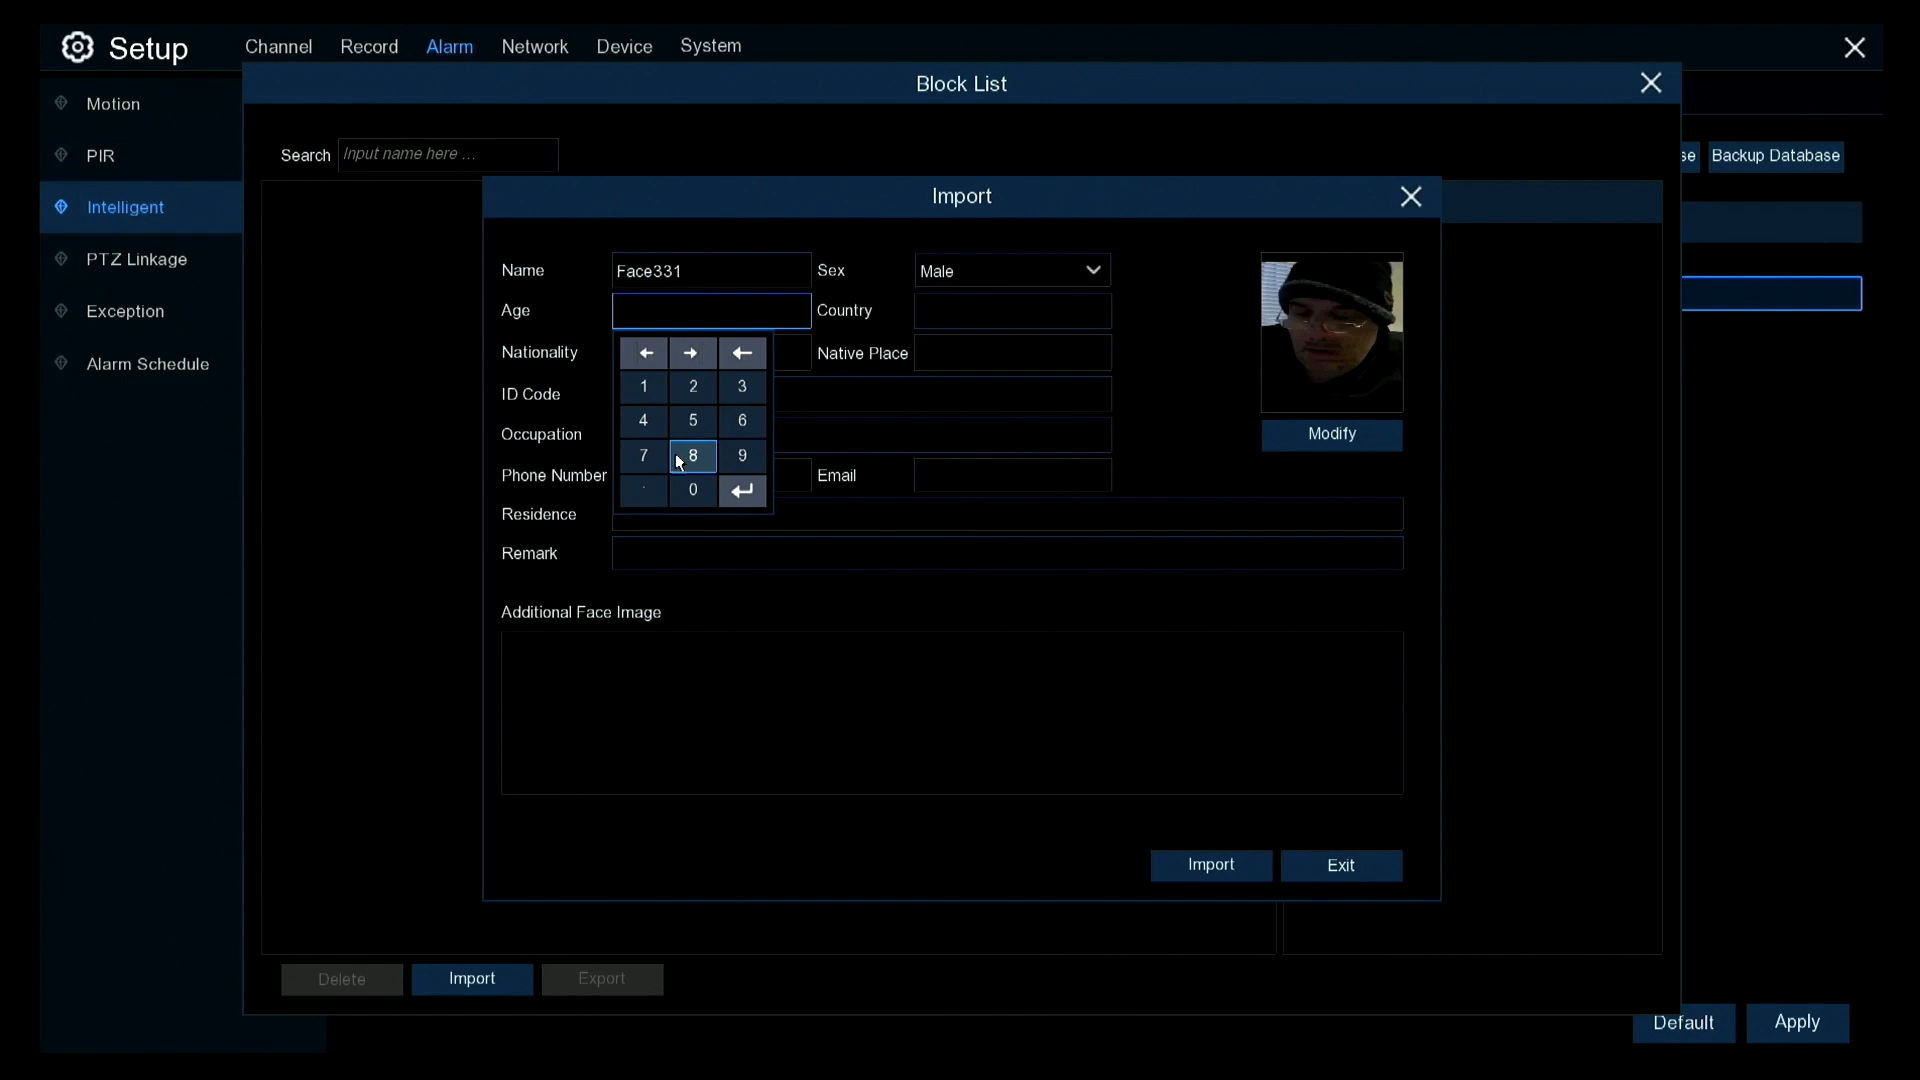 Setup Channel Record Alarm Network Device System
Block List
Motion
PIR
Intelligent
PTZ Linkage
Exception
Alarm Schedule
Search Input name here ...
se Backup Database
Import
Name Face331 Sex Male
Age Country
Nationality Native Place
ID Code
Occupation
Phone Number Email
Residence
Remark
1 2 3
4 5 6
7 8 9
. 0
Modify
Additional Face Image
Import Exit
Delete Import Export
Default Apply